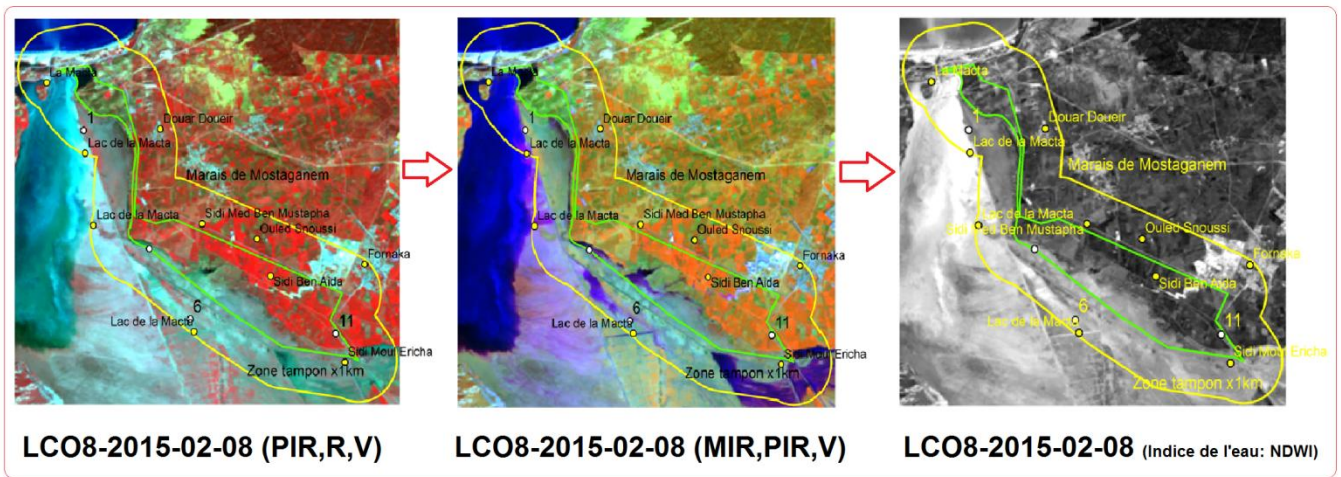 La Macta
1
Douar Doueir
Lac de la Macta
Marais de Mostaganem
Lac de la Macta
Sidi Med Ben Mustapha
Ouled Snoussi
Fornaka
Sidi Ben Aida
6
Lac de la Macta
11
Sidi Mouf Ericha
Zone tampon x1km
LCO8-2015-02-08 (PIR,R,V)
La Macta
1
Douar Doueir
Lac de la Macta
Marais de Mostaganem
Lac de la Macta
Sidi Med Ben Mustapha
Ouled Snoussi
Fornaka
Sidi Ben Aida
6
Lac de la Macta
11
Sidi Mouf Ericha
Zone tampon x1km
LCO8-2015-02-08 (MIR,PIR,V)
La Macta
1
Douar Doueir
Lac de la Macta
Marais de Mostaganem
Lac de la Macta
Sidi Med Ben Mustapha
Ouled Snoussi
Fornaka
Sidi Ben Aida
6
Lac de la Macta
11
Sidi Mouf Ericha
Zone tampon x1km
LCO8-2015-02-08 (Indice de l'eau: NDWI)